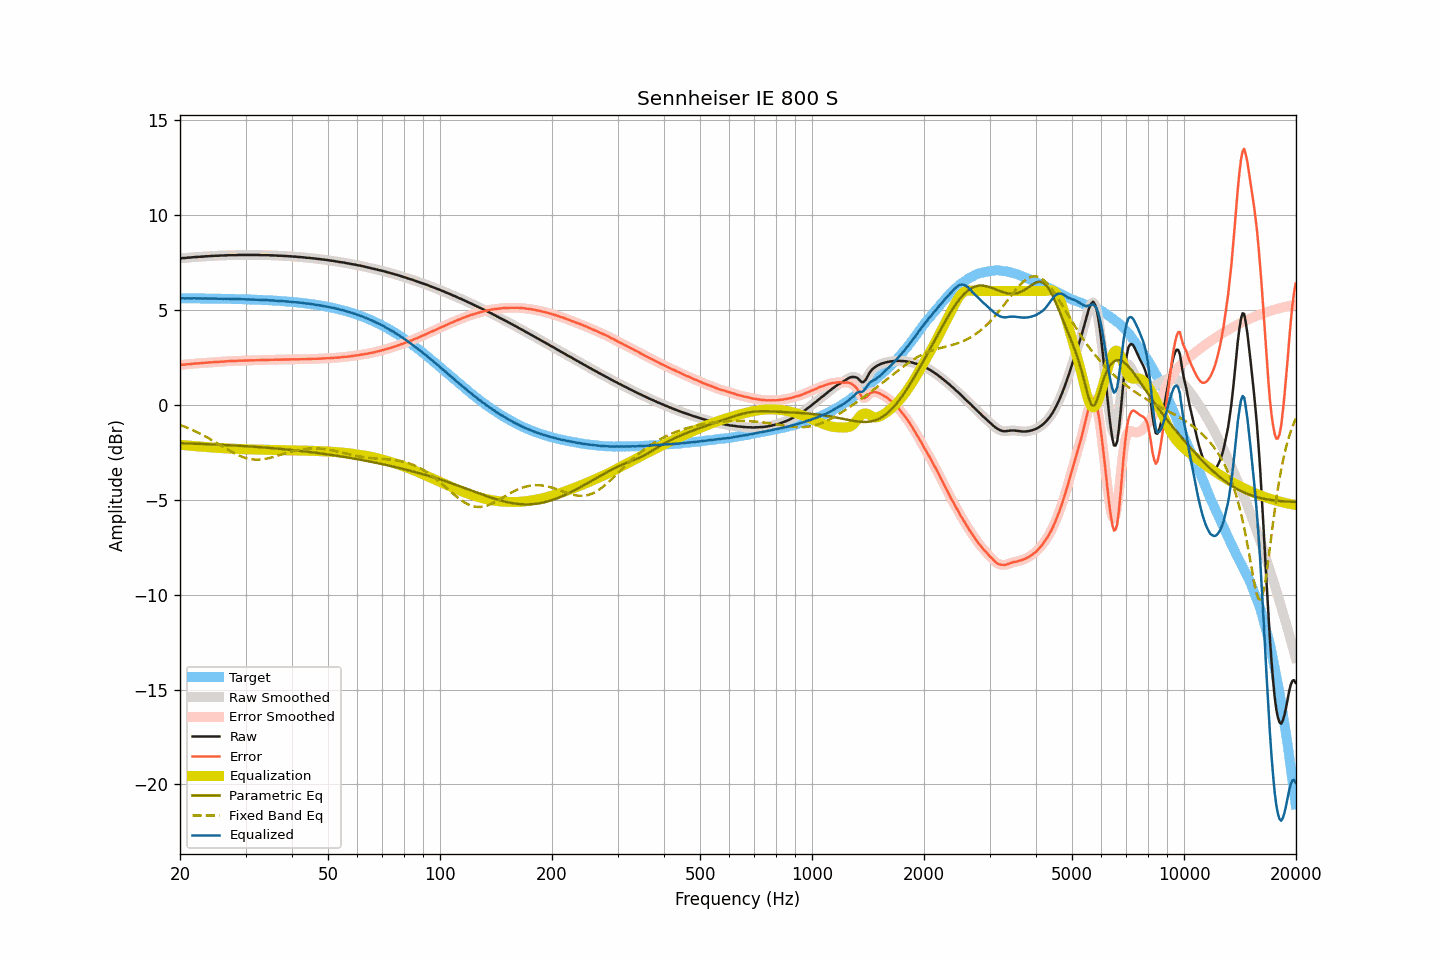 Sennheiser IE 800 S
15
10
5
0
−5
−10
−15
−20
Amplitude (dBr)
Target
Raw Smoothed
Error Smoothed
Raw
Error
Equalization
Parametric Eq
Fixed Band Eq
Equalized
20 50 100 200 500 1000 2000 5000 10000 20000
Frequency (Hz)